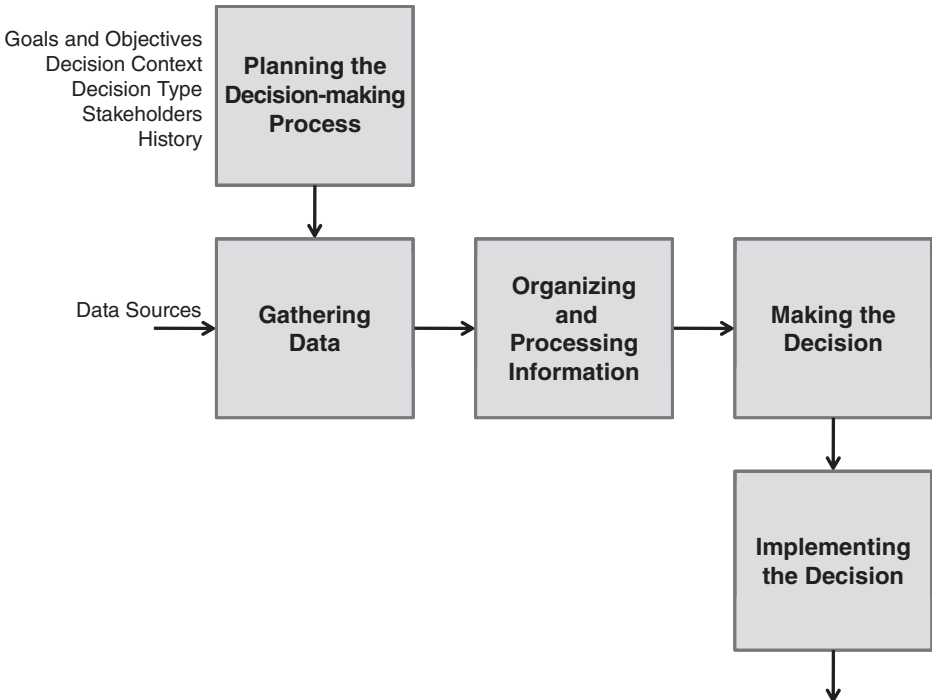 Goals and Objectives
Decision Context
Decision Type
Stakeholders
History
Planning the
Decision-making
Process
Data Sources
Gathering
Data
Organizing
and
Processing
Information
Making the
Decision
Implementing
the Decision